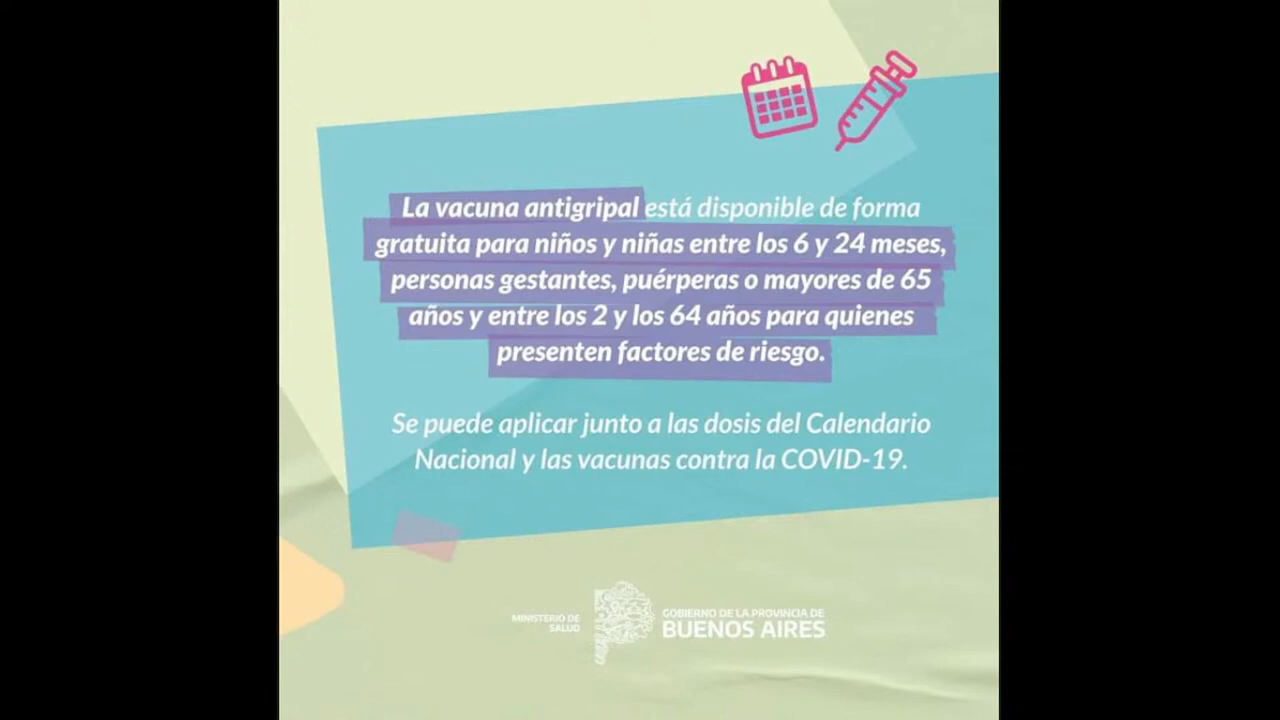 La vacuna antigripal está disponible de forma
gratuita para niños y niñas entre los 6 y 24 meses,
personas gestantes, puérperas o mayores de 65
años y entre los 2 y los 64 años para quienes
presenten factores de riesgo.
Se puede aplicar junto a las dosis del Calendario
Nacional y las vacunas contra la COVID-19.
MINISTERIO DE
SALUD
GOBIERNO DE LA PROVINCIA DE
BUENOS AIRES